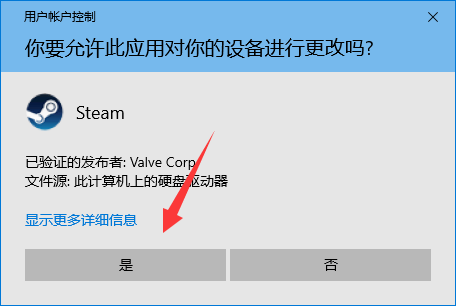 用户帐户控制
你要允许此应用对你的设备进行更改吗?
Steam
已验证的发布者: Valve Corp.
文件源: 此计算机上的硬盘驱动器
显示更多详细信息
是
否